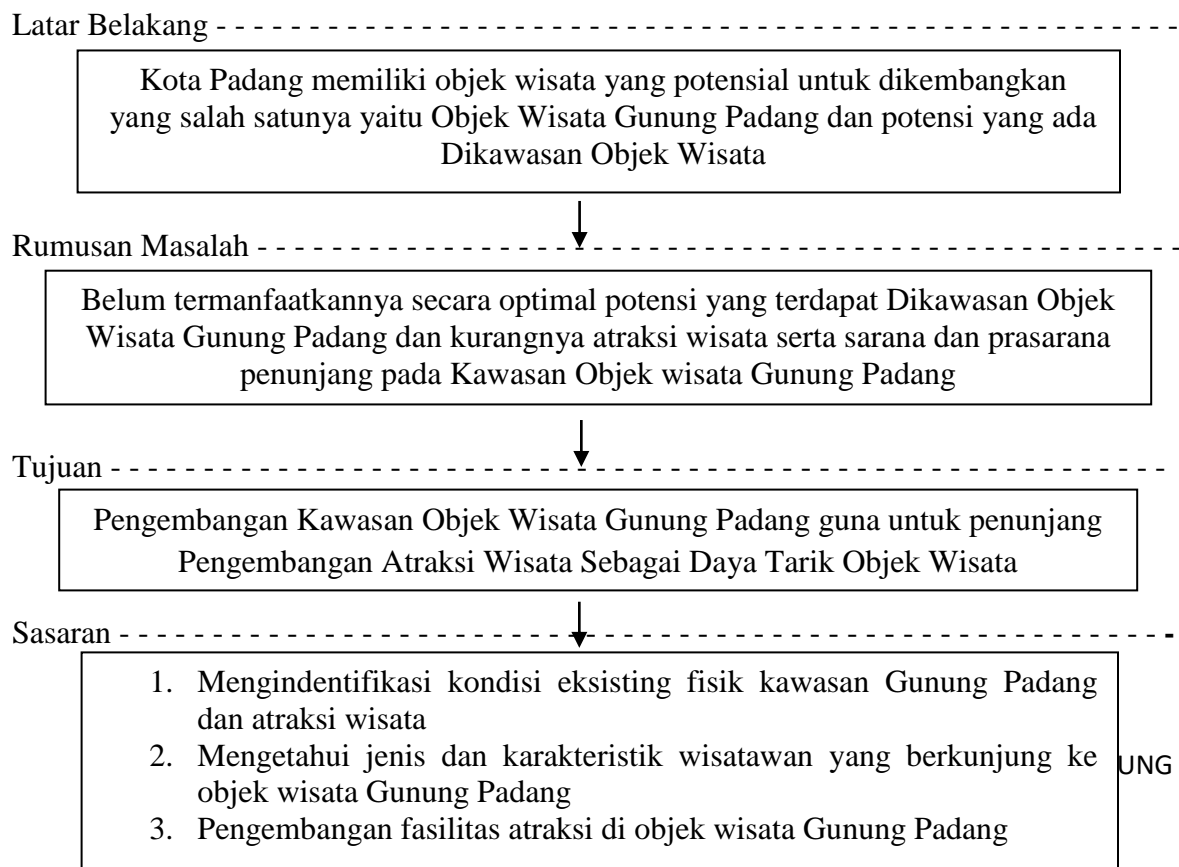 Latar Belakang - - - - - - - - - - - - - - - - - - - - - - - - - - - - - - - - - - - - - - - - - - - - - - - - - - - -
Kota Padang memiliki objek wisata yang potensial untuk dikembangkan
yang salah satunya yaitu Objek Wisata Gunung Padang dan potensi yang ada
Dikawasan Objek Wisata
Rumusan Masalah - - - - - - - - - - - - - - - - - - - - - - - - - - - - - - - - - - - - - - - - - - - - - - - - - -
Belum termanfaatkannya secara optimal potensi yang terdapat Dikawasan Objek
Wisata Gunung Padang dan kurangnya atraksi wisata serta sarana dan prasarana
penunjang pada Kawasan Objek wisata Gunung Padang
Tujuan - - - - - - - - - - - - - - - - - - - - - - - - - - - - - - - - - - - - - - - - - - - - - - - - - - - - - - - - -
Pengembangan Kawasan Objek Wisata Gunung Padang guna untuk penunjang
Pengembangan Atraksi Wisata Sebagai Daya Tarik Objek Wisata
Sasaran - - - - - - - - - - - - - - - - - - - - - - - - - - - - - - - - - - - - - - - - - - - - - - - - - - - - - - - - -
1. Mengindentifikasi kondisi eksisting fisik kawasan Gunung Padang
dan atraksi wisata
2. Mengetahui jenis dan karakteristik wisatawan yang berkunjung ke
UNG
objek wisata Gunung Padang
3. Pengembangan fasilitas atraksi di objek wisata Gunung Padang